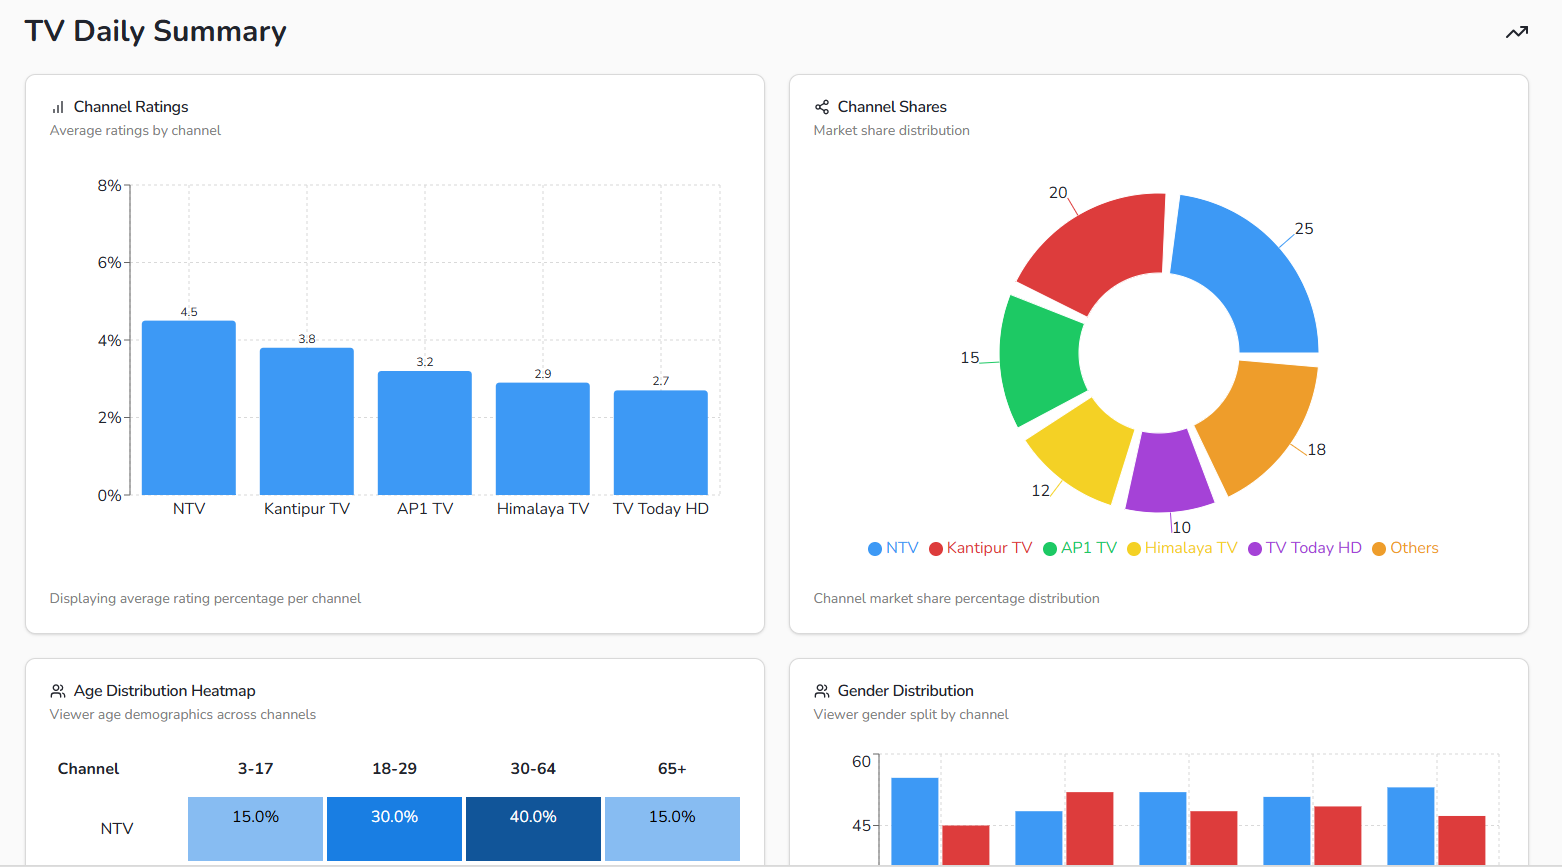 TV Daily Summary
Channel Ratings
Average ratings by channel
8%
6%
4%
2%
0%
4.5
3.8
3.2
2.9
2.7
NTV Kantipur TV AP1 TV Himalaya TV TV Today HD
Displaying average rating percentage per channel
Channel Shares
Market share distribution
20
25
15
18
12
10
NTV Kantipur TV AP1 TV Himalaya TV TV Today HD Others
Channel market share percentage distribution
Age Distribution Heatmap
Viewer age demographics across channels
Channel 3-17 18-29 30-64 65+
NTV 15.0% 30.0% 40.0% 15.0%
Gender Distribution
Viewer gender split by channel
60
45